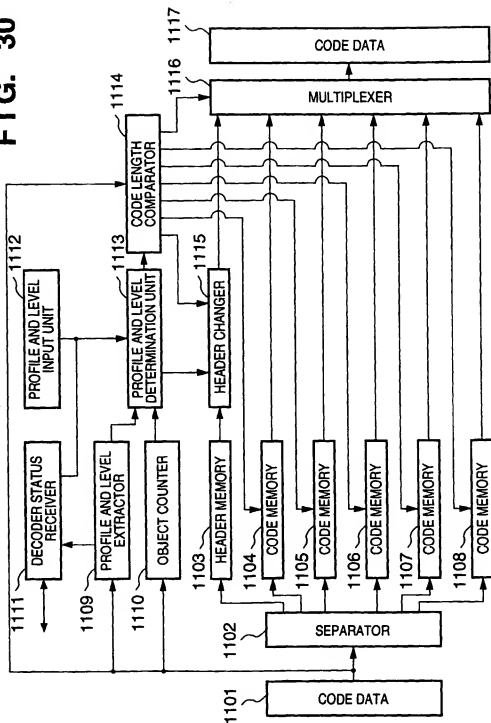 FIG. 30
1111
DECODER STATUS
RECEIVER
1112
PROFILE AND LEVEL
INPUT UNIT
1109
PROFILE AND LEVEL
EXTRACTOR
1110
OBJECT COUNTER
1113
PROFILE AND LEVEL
DETERMINATION UNIT
1114
CODE LENGTH
COMPARATOR
1115
HEADER CHANGER
1103
HEADER MEMORY
1104
CODE MEMORY
1105
CODE MEMORY
1106
CODE MEMORY
1107
CODE MEMORY
1108
CODE MEMORY
1101
CODE DATA
1102
SEPARATOR
1116
MULTIPLEXER
1117
CODE DATA